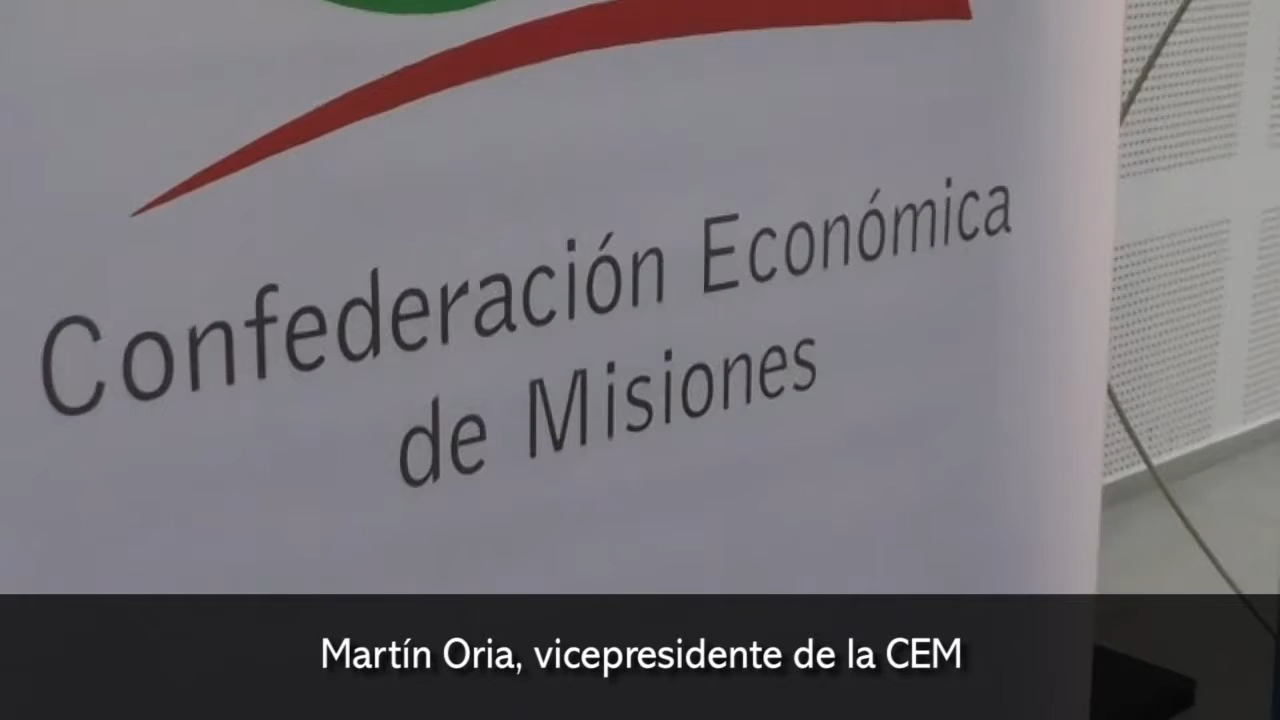 Confederación Económica
de Misiones
Martín Oria, vicepresidente de la CEM